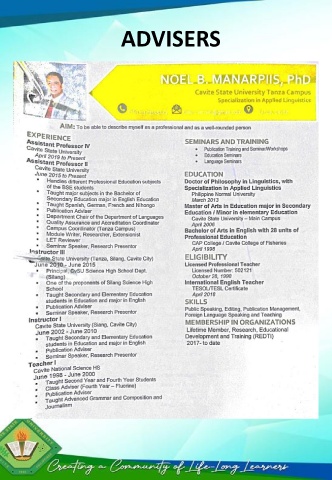 ADVISERS
NOEL B. MANARPIIS, PhD
Cavite State University Tanza Campus
Specialization in Applied Linguistics
AIM: To be able to describe myself as a professional and as a well-rounded person
EXPERIENCE
Assistant Professor IV
Cavite State University
April 2019 to Present
Assistant Professor II
Cavite State University
June 2015 to Present
Handles different Professional Education subjects
of the BSE students
Taught major subjects in the Bachelor of
Secondary Education major in English Education
Taught Spanish, German, French and Nihongo
Publication Adviser
Department Chair of the Department of Languages
Quality Assurance and Accreditation Coordinator
Campus Coordinator (Tanza Campus)
Module Writer, Researcher, Extensionist
LET Reviewer
Seminar Speaker, Research Presenter
Instructor III
Cavite State University (Tanza, Silang, Cavite City)
June 2010 - June 2015
Principal, CvSU Science High School Dept.
(Silang)
One of the proponents of Silang Science High
School
Taught Secondary and Elementary Education
students in Education and major in English
Publication Adviser
Seminar Speaker, Research Presenter
Instructor I
Cavite State University (Silang, Cavite City)
June 2002 - June 2010
Taught Secondary and Elementary Education
students in Education and major in English
Publication Adviser
Seminar Speaker, Research Presenter
Teacher I
Cavite National Science HS
June 1998 - June 2000
Taught Second Year and Fourth Year Students
Class Adviser (Fourth Year –
Publication Adviser
Taught Advanced Grammar and Composition and
Journalism
SEMINARS AND TRAINING
Publication Training and Seminar/Workshops
Education Seminars
Language Seminars
EDUCATION
Doctor of Philosophy in Linguistics, with
Specialization in Applied Linguistics
Philippine Normal University
March 2013
Master of Arts in Education major in Secondary
Education / Minor in elementary Education
Cavite State University – Main Campus
April 2006
Bachelor of Arts in English with 28 units of
Professional Education
CAP College / Cavite College of Fisheries
April 1998
ELIGIBILITY
Licensed Professional Teacher
Licensed Number:
October 28, 1998
International English Teacher
TESOL/TESL Certificate
April 2018
SKILLS
Public Speaking, Editing, Publication Management,
Foreign Language Speaking and Teaching
MEMBERSHIP IN ORGANIZATIONS
Lifetime Member, Research, Educational
Development and Training (REDTI)
2017- to date
Creating a Community of Life-Long Learners